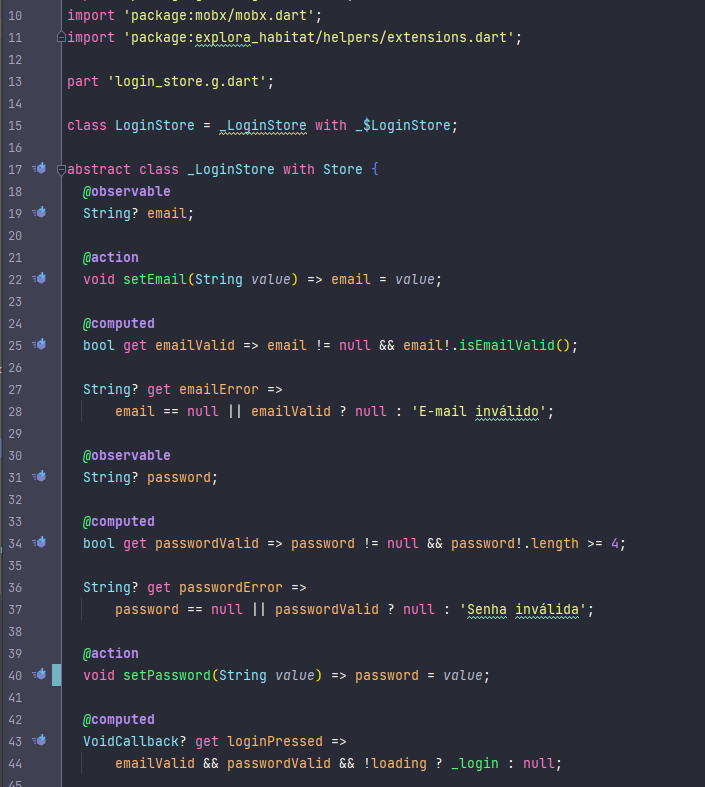 10 import 'package:mobx/mobx.dart';
11 import 'package:explora_habitat/helpers/extensions.dart';
12
13 part 'login_store.g.dart';
14
15 class LoginStore = _LoginStore with _$LoginStore;
16
17 abstract class _LoginStore with Store {
18 @observable
19 String? email;
20
21 @action
22 void setEmail(String value) => email = value;
23
24 @computed
25 bool get emailValid => email != null && email!.isEmailValid();
26
27 String? get emailError =>
28 email == null || emailValid ? null : 'E-mail inválido';
29
30 @observable
31 String? password;
32
33 @computed
34 bool get passwordValid => password != null && password!.length >= 4;
35
36 String? get passwordError =>
37 password == null || passwordValid ? null : 'Senha inválida';
38
39 @action
40 void setPassword(String value) => password = value;
41
42 @computed
43 VoidCallback? get loginPressed =>
44 emailValid && passwordValid && !loading ? _login : null;
45